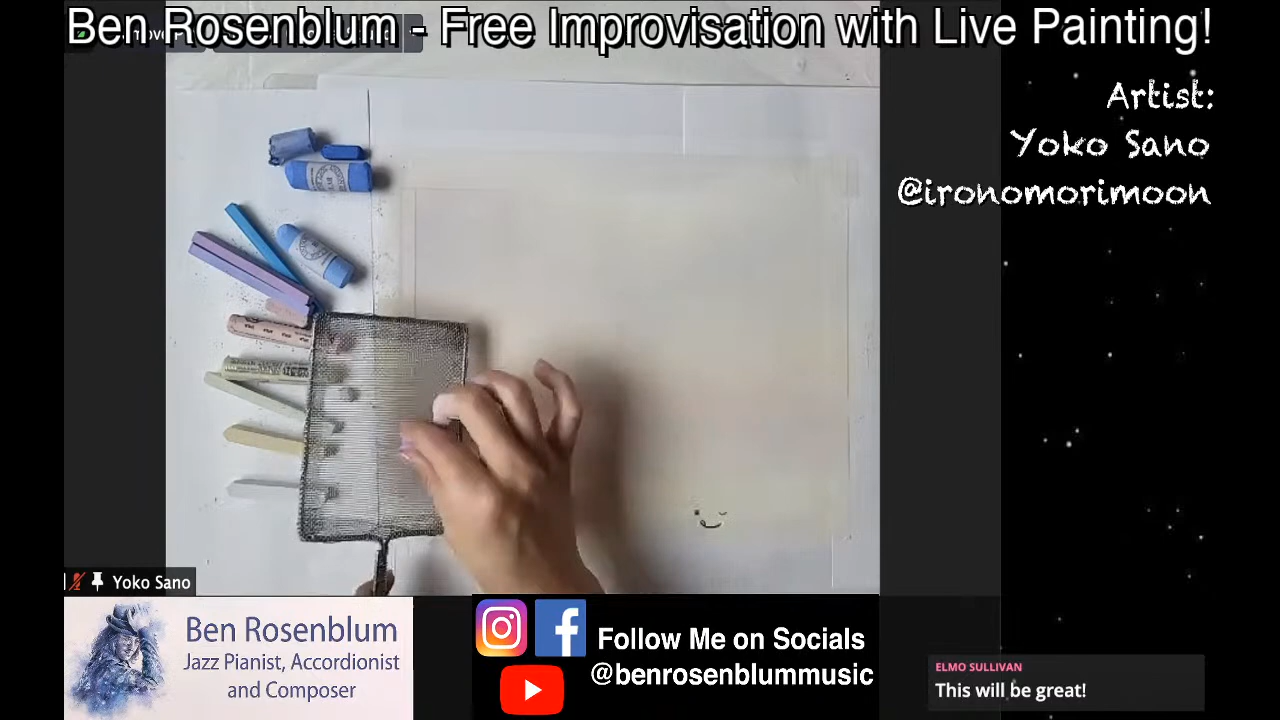 Ben Rosenblum - Free Improvisation with Live Painting!
Artist:
Yoko Sano
@ironomorimoon
Yoko Sano
Ben Rosenblum
Jazz Pianist, Accordionist
and Composer
Follow Me on Socials
@benrosenblummusic
ELMO SULLIVAN
This will be great!